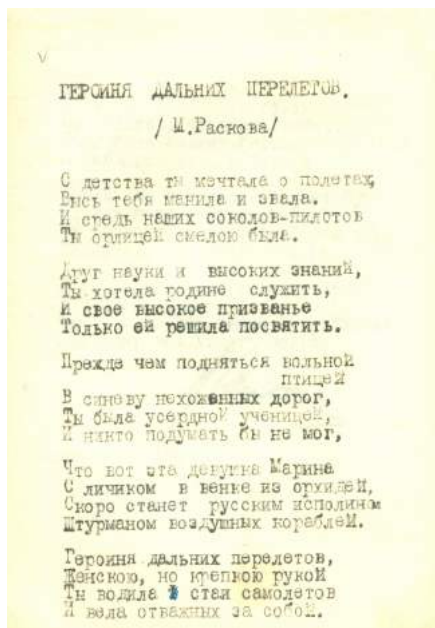 ГЕРОИНЯ ДАЛЬНИХ ПЕРЕЛЕТОВ.
/ М.Раскова/
С детства ты мечтала о полетах,
Высь тебя манила и звала.
И средь наших соколов-пилотов
Ты орлицей смелою была.
Друг науки и высоких знаний,
Ты хотела родине служить,
И свое высокое призванье
Только ей решила посвятить.
Прежде чем подняться вольной
птицей
В синеву нехоженных дорог,
Ты была усердной ученицей,
И никто подумать бы не мог,
Что вот эта девушка Марина
С личиком в венке из орхидей,
Скоро станет русским исполином
Штурманом воздушных кораблей.
Героиня дальних перелетов,
Женскою, но крепкою рукой
Ты водила стаи самолетов
И вела отважных за собой.